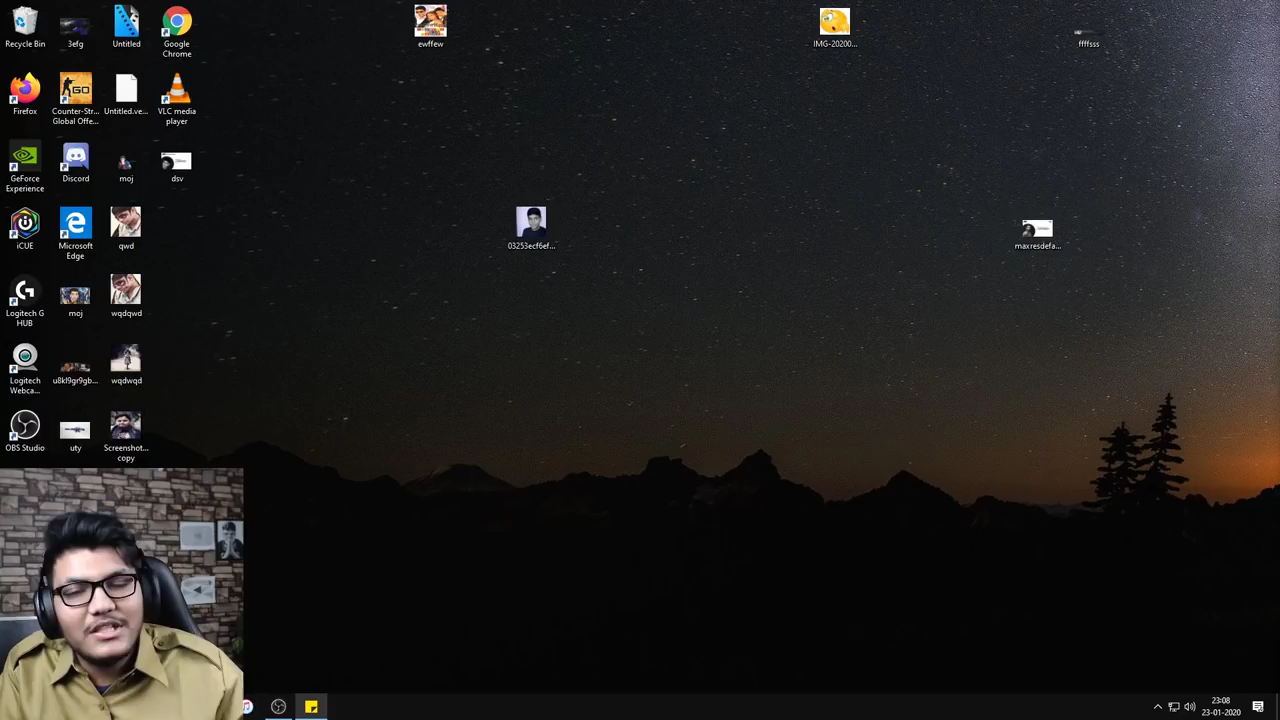 Recycle Bin
3efg
Untitled
Google
Chrome
ewffew
IMG-20200...
ffffsss
Firefox
Counter-Str...
Global Offe...
Untitled.ve...
VLC media
player
GeForce
Experience
Discord
moj
dsv
iCUE
Microsoft
Edge
qwd
03253ecf6ef...
maxresdefa...
Logitech G
HUB
moj
wqdqwd
Logitech
Webca...
u8kl9gr9gb...
wqdwqd
OBS Studio
uty
Screenshot...
copy
23:08
23-01-2020